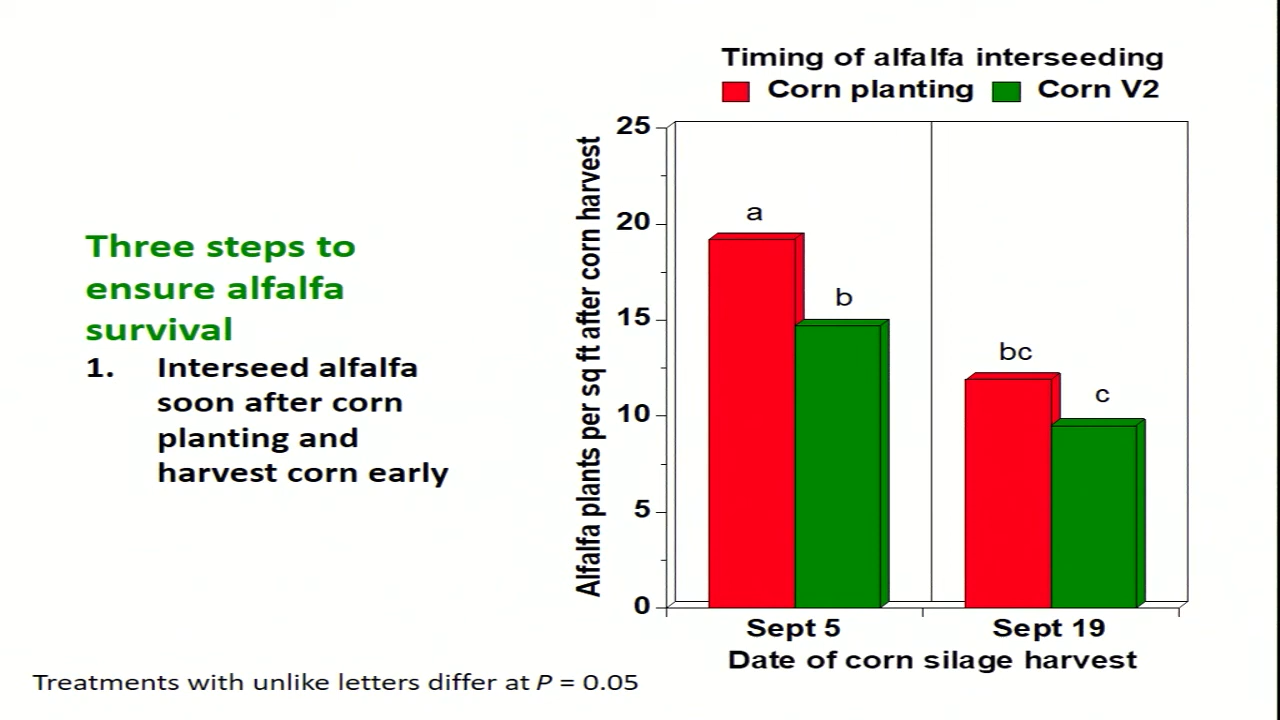 Three steps to
ensure alfalfa
survival
1. Interseed alfalfa
soon after corn
planting and
harvest corn early
Timing of alfalfa interseeding
Corn planting Corn V2
Alfalfa plants per sq ft after corn harvest
25
20
15
10
5
0
a
b
bc
c
Sept 5 Sept 19
Date of corn silage harvest
Treatments with unlike letters differ at P = 0.05